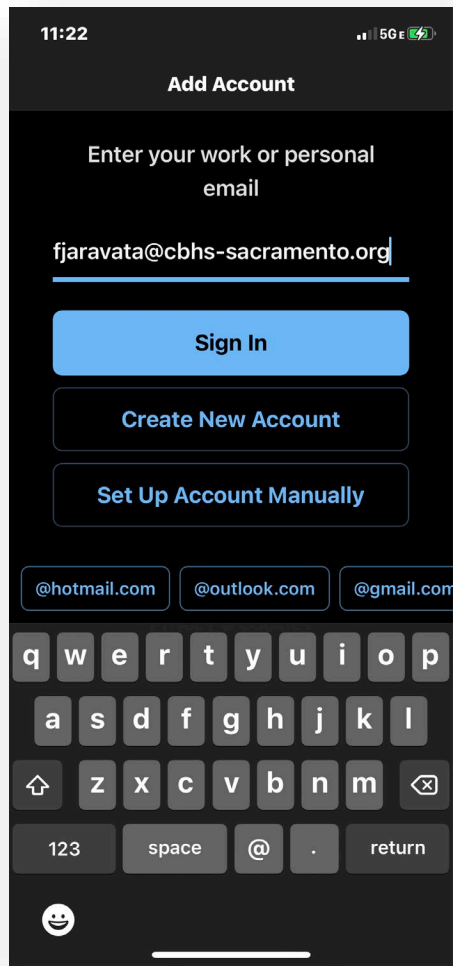 11:22
5G E
Add Account
Enter your work or personal
email
fjaravata@cbhs-sacramento.org
Sign In
Create New Account
Set Up Account Manually
@hotmail.com @outlook.com @gmail.com
q w e r t y u i o p
a s d f g h j k l
z x c v b n m
123 space @ . return